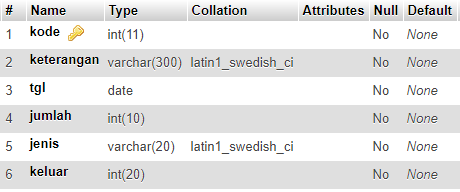 # Name Type Collation Attributes Null Default
1 kode int(11) No None
2 keterangan varchar(300) latin1_swedish_ci No None
3 tgl date No None
4 jumlah int(10) No None
5 jenis varchar(20) latin1_swedish_ci No None
6 keluar int(20) No None